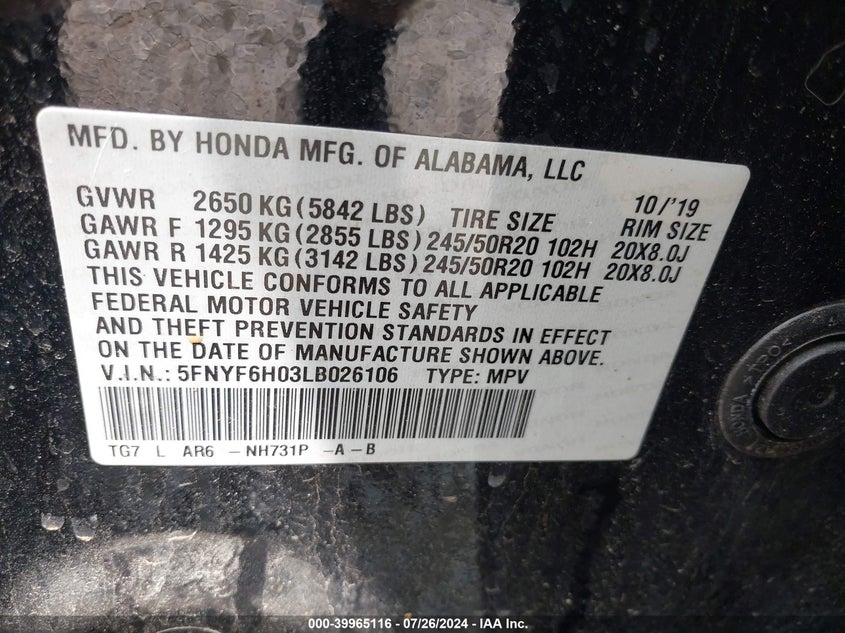 MFD. BY HONDA MFG. OF ALABAMA, LLC
GVWR 2650 KG (5842 LBS) TIRE SIZE 10/'19 RIM SIZE
GAWR F 1295 KG (2855 LBS) 245/50R20 102H 20X8.0J
GAWR R 1425 KG (3142 LBS) 245/50R20 102H 20X8.0J
THIS VEHICLE CONFORMS TO ALL APPLICABLE
FEDERAL MOTOR VEHICLE SAFETY
AND THEFT PREVENTION STANDARDS IN EFFECT
ON THE DATE OF MANUFACTURE SHOWN ABOVE.
V.I.N.: 5FNYF6H03LB026106 TYPE: MPV
TG7 L AR6 – NH731P –A – B
HONDA
000-39965116 / 07/26/2024 - IAA Inc.